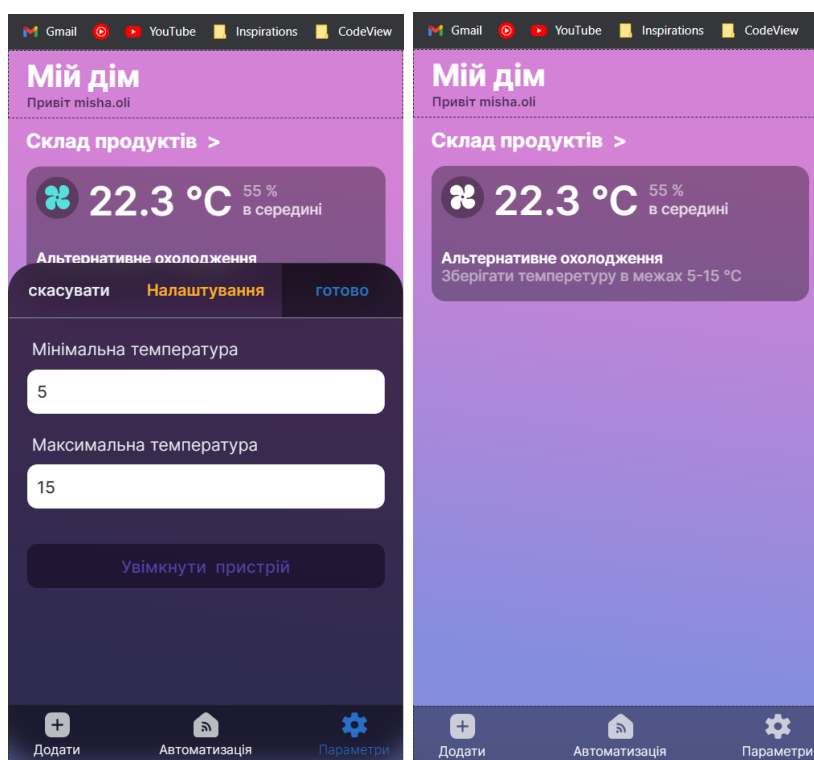 Gmail YouTube Inspirations CodeView
Мій дім
Привіт misha.oli
Склад продуктів >
22.3 °C 55 %
в середині
Альтернативне охолодження
скасувати Налаштування готово
Мінімальна температура
5
Максимальна температура
15
Увімкнути пристрій
Додати Автоматизація Параметри
Gmail YouTube Inspirations CodeView
Мій дім
Привіт misha.oli
Склад продуктів >
22.3 °C 55 %
в середині
Альтернативне охолодження
Зберігати темперетуру в межах 5-15 °C
Додати Автоматизація Параметри